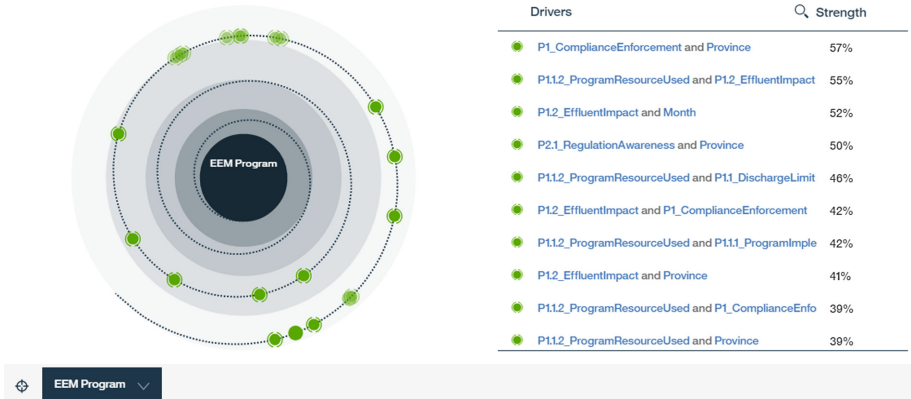 Drivers Strength
P1_ComplianceEnforcement and Province 57%
P1.1.2_ProgramResourceUsed and P1.2_EffluentImpact 55%
P1.2_EffluentImpact and Month 52%
P2.1_RegulationAwareness and Province 50%
P1.1.2_ProgramResourceUsed and P1.1_DischargeLimit 46%
P1.2_EffluentImpact and P1_ComplianceEnforcement 42%
P1.1.2_ProgramResourceUsed and P1.1.1_ProgramImple 42%
P1.2_EffluentImpact and Province 41%
P1.1.2_ProgramResourceUsed and P1_ComplianceEnfo 39%
P1.1.2_ProgramResourceUsed and Province 39%
EEM Program
EEM Program